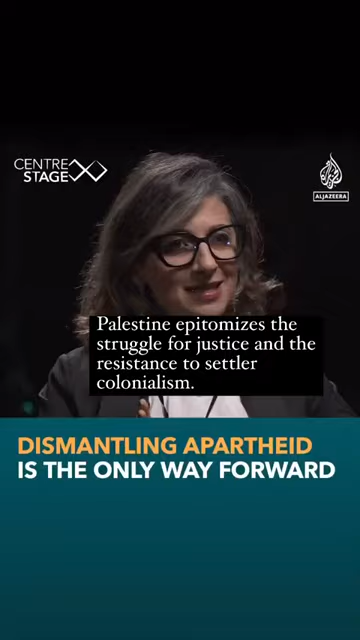 CENTRE
STAGE
ALJAZEERA
Palestine epitomizes the
struggle for justice and the
resistance to settler
colonialism.
DISMANTLING APARTHEID
IS THE ONLY WAY FORWARD